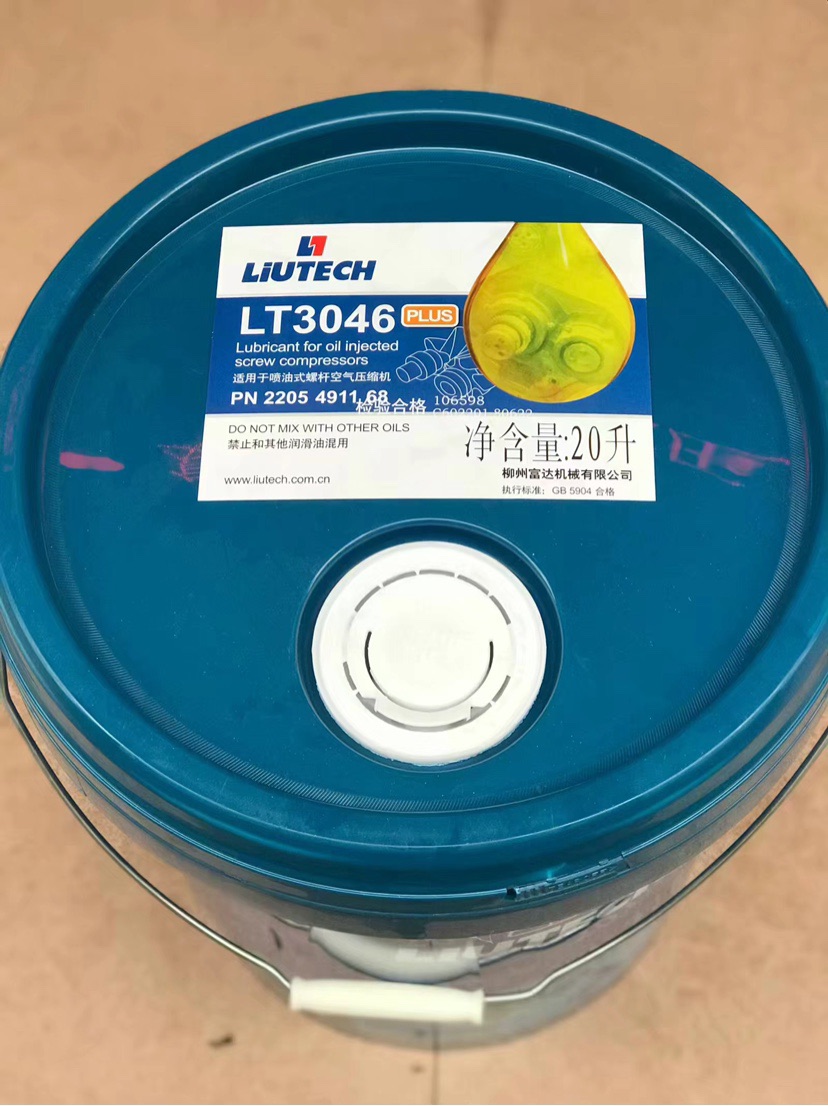 LiUTECH
LT3046 PLUS
Lubricant for oil injected
screw compressors
适用于喷油式螺杆空气压缩机
PN 2205 4911 68
检验合格 106598
DO NOT MIX WITH OTHER OILS
禁止和其他润滑油混用
净含量:20升
柳州富达机械有限公司
www.liutech.com.cn
执行标准: GB 5904 合格